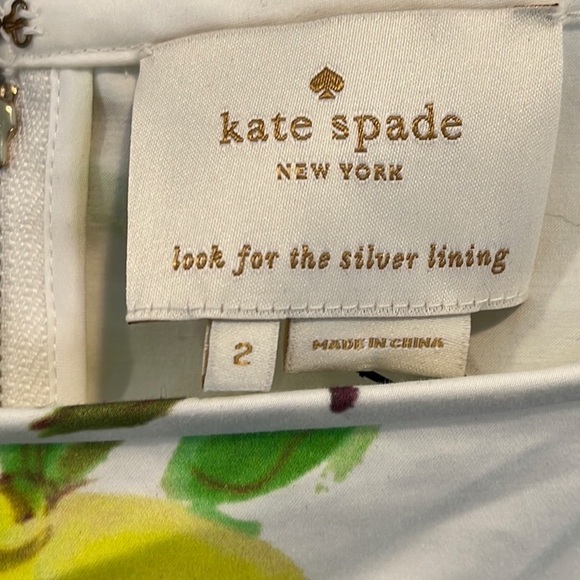 kate spade
NEW YORK
look for the silver lining
2
MADE IN CHINA